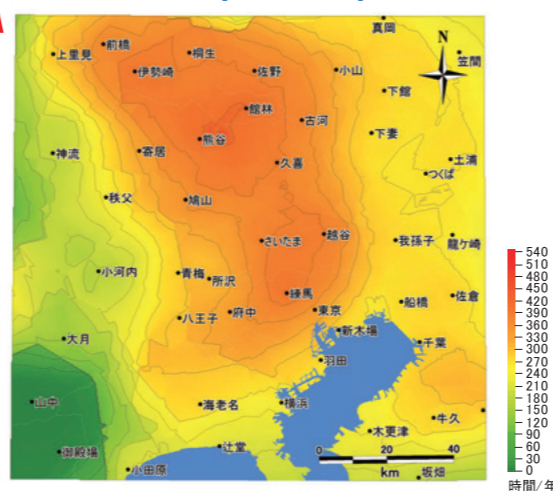 A
真岡
前橋
桐生
N
上里見
笠間
伊勢崎
佐野
小山
下館
館林
古河
下妻
熊谷
神流
寄居
久喜
土浦
つくば
秩父
鳩山
さいたま
越谷
我孫子
龍ケ崎
小河内
青梅
所沢
練馬
船橋
佐倉
八王子
府中
東京
新木場
大月
千葉
羽田
山中
海老名
横浜
牛久
木更津
御殿場
辻堂
0 20 40
km
小田原
坂畑
540
510
480
450
420
390
360
330
300
270
240
210
180
150
120
90
60
30
0
時間/年